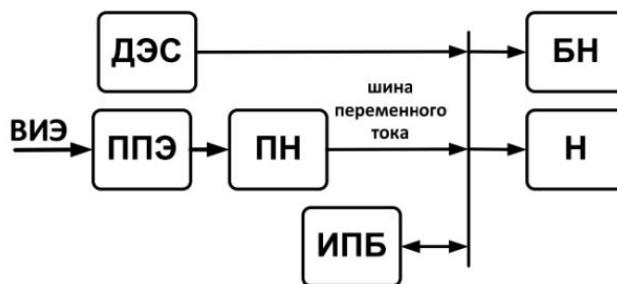 ДЭС
БН
шина
переменного
тока
ВИЭ
ППЭ
ПН
Н
ИПБ